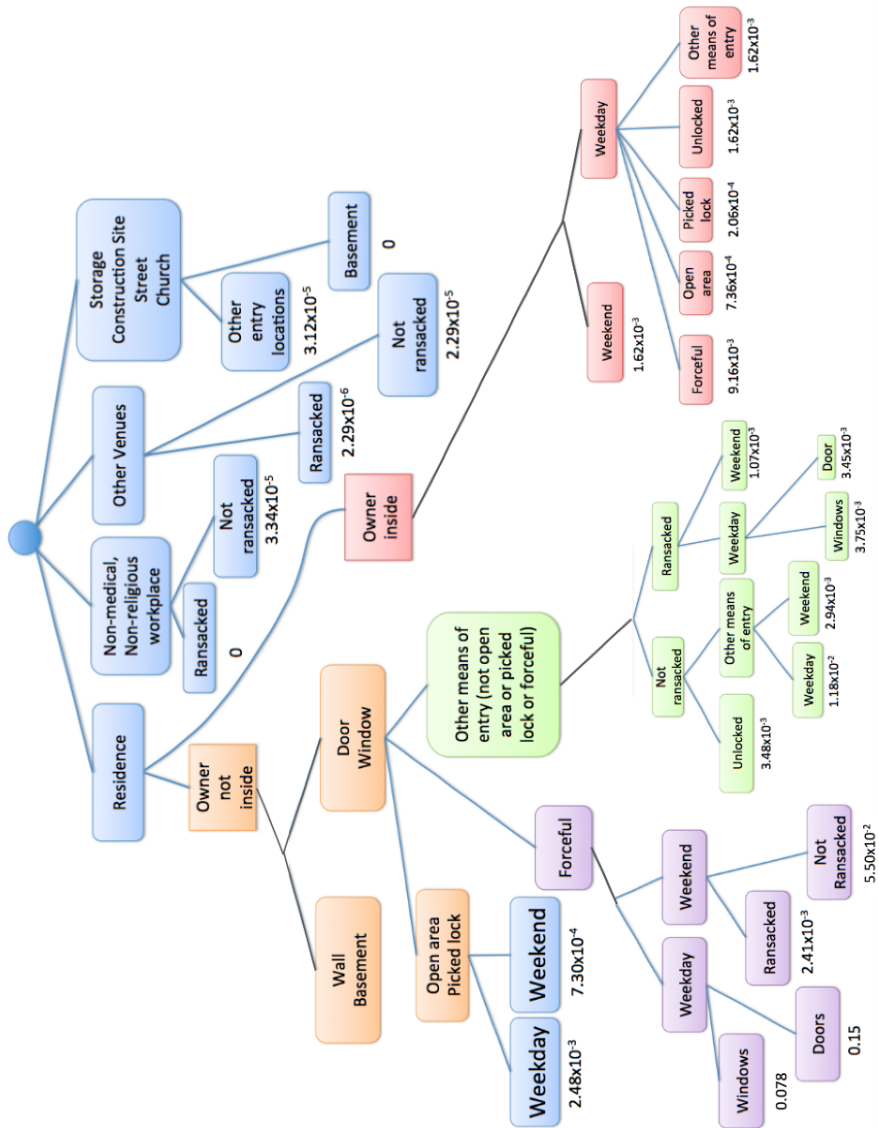 Residence
Non-medical,
Non-religious
workplace
Other Venues
Storage
Construction Site
Street
Church
Owner
not
inside
Ransacked
0
Not
ransacked
3.34x10⁻⁵
Ransacked
2.29x10⁻⁶
Not
ransacked
2.29x10⁻⁵
Other
entry
locations
3.12x10⁻⁵
Basement
0
Owner
inside
Wall
Basement
Door
Window
Open area
Picked lock
Weekday
2.48x10⁻³
Weekend
7.30x10⁻⁴
Forceful
Other means of
entry (not open
area or picked
lock or forceful)
Weekday
Weekend
Windows
0.078
Doors
0.15
Ransacked
2.41x10⁻³
Not
Ransacked
5.50x10⁻²
Not
ransacked
Ransacked
Unlocked
3.48x10⁻³
Other means
of entry
Weekday
1.18x10⁻²
Weekend
2.94x10⁻³
Weekday
Weekend
1.07x10⁻³
Windows
3.75x10⁻³
Door
3.45x10⁻³
Weekend
1.62x10⁻³
Weekday
Forceful
9.16x10⁻³
Open
area
7.36x10⁻⁴
Picked
lock
2.06x10⁻⁴
Unlocked
1.62x10⁻³
Other
means of
entry
1.62x10⁻³